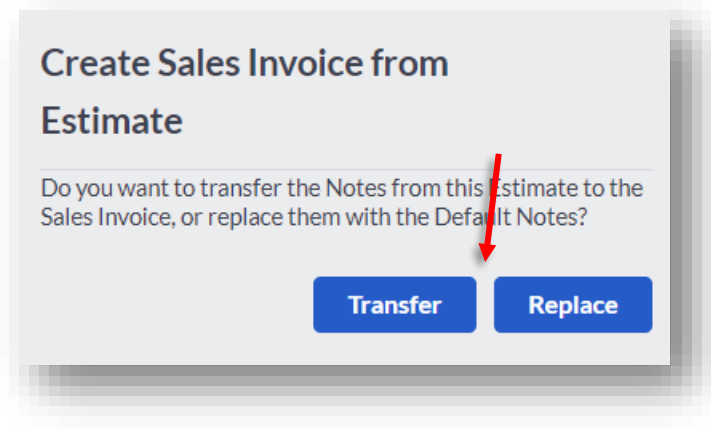 Create Sales Invoice from
Estimate
Do you want to transfer the Notes from this Estimate to the
Sales Invoice, or replace them with the Default Notes?
Transfer Replace